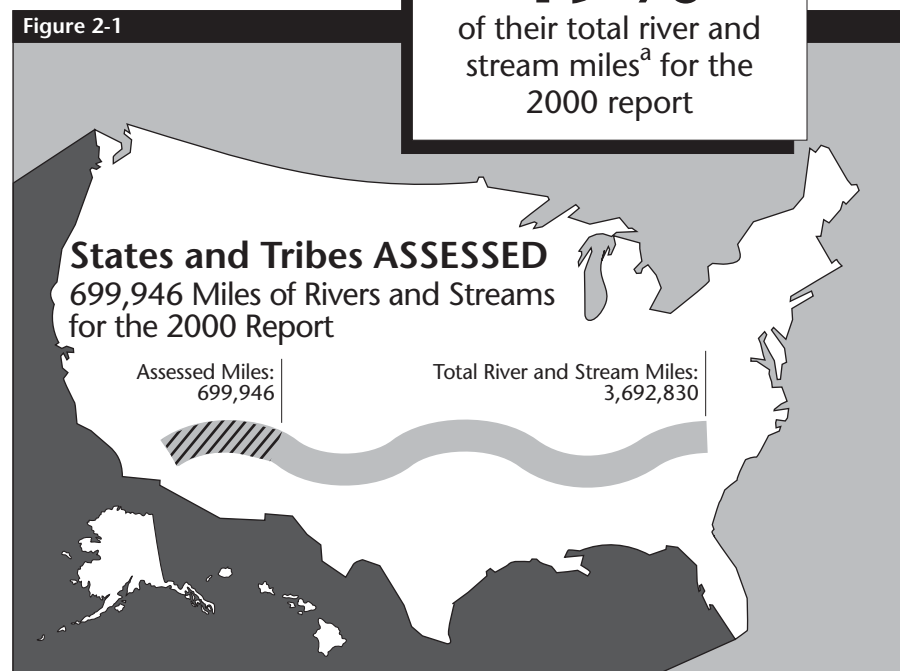 Figure 2-1
of their total river and
stream milesᵃ for the
2000 report
States and Tribes ASSESSED
699,946 Miles of Rivers and Streams
for the 2000 Report
Assessed Miles:
699,946
Total River and Stream Miles:
3,692,830